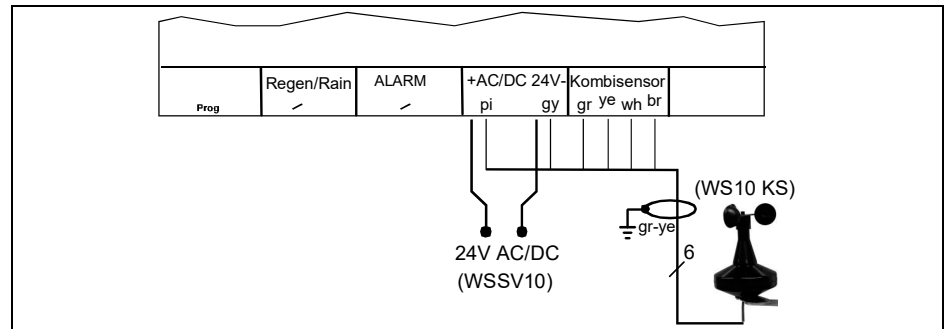 Regen/Rain ALARM +AC/DC 24V- Kombisensor
Prog pi gy gr ye wh br
(WS10 KS)
gr-ye
6
24V AC/DC
(WSSV10)